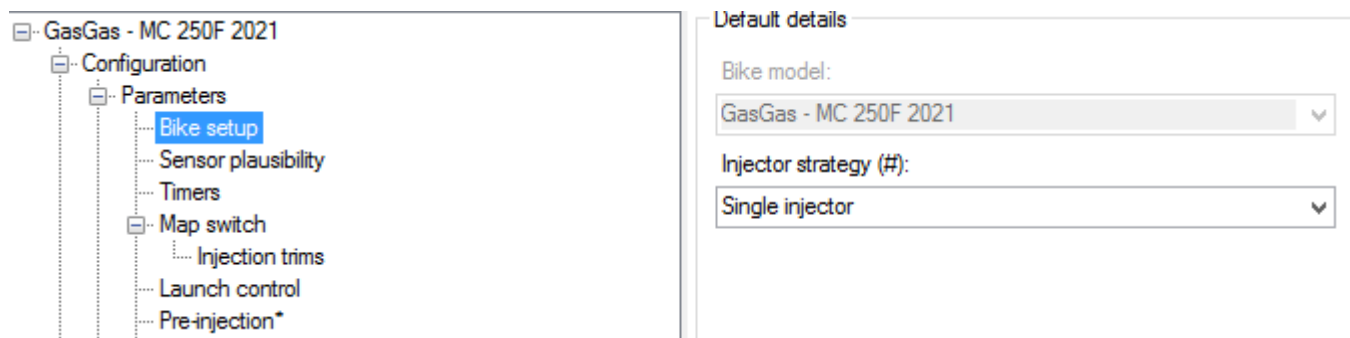 GasGas - MC 250F 2021
Configuration
Parameters
Bike setup
Sensor plausibility
Timers
Map switch
Injection trims
Launch control
Pre-injection*
Default details
Bike model:
GasGas - MC 250F 2021
Injector strategy (#):
Single injector